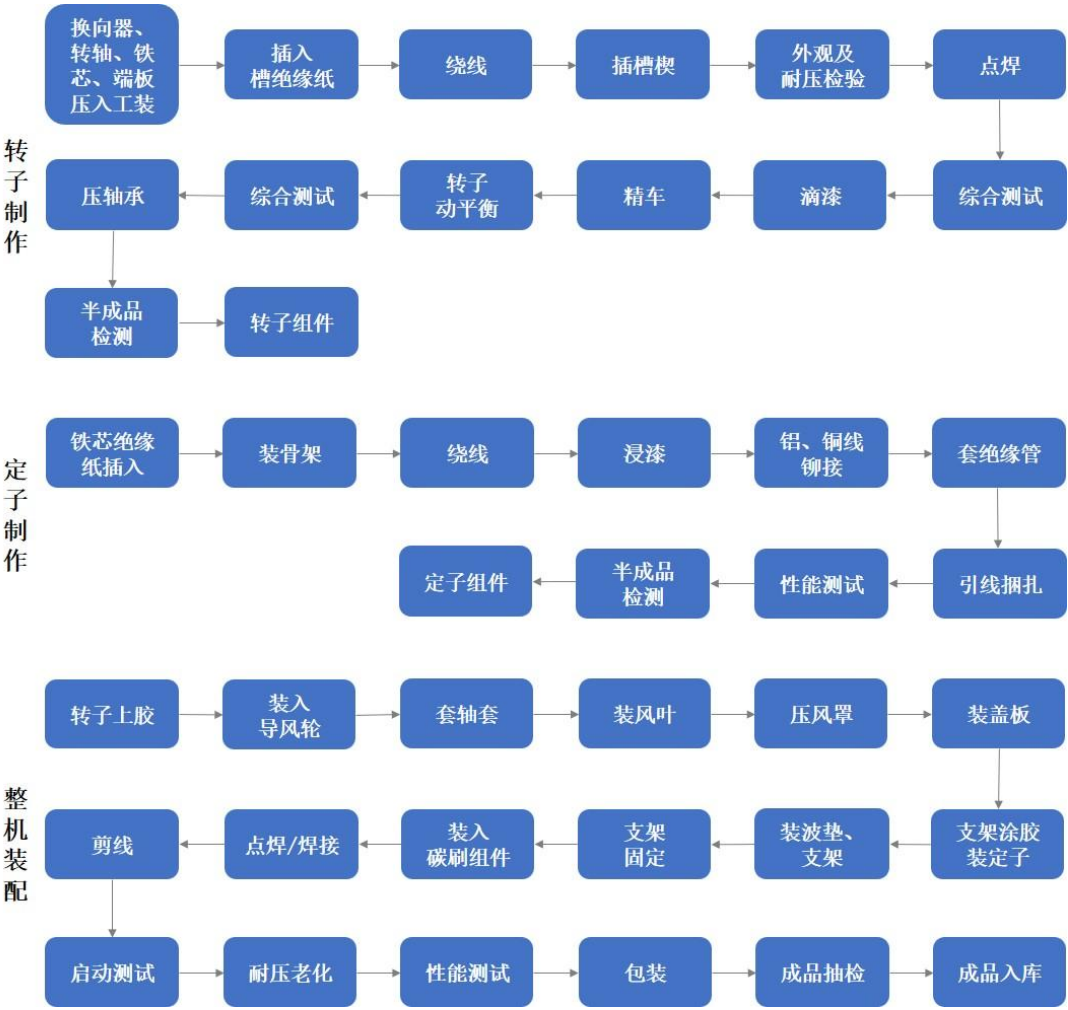 转子制作
换向器、
转轴、铁
芯、端板
压入工装
插入
槽绝缘纸
绕线
插槽楔
外观及
耐压检验
点焊
综合测试
滴漆
精车
转子
动平衡
综合测试
压轴承
半成品
检测
转子组件
定子制作
铁芯绝缘
纸插入
装骨架
绕线
浸漆
铝、铜线
铆接
套绝缘管
引线捆扎
性能测试
半成品
检测
定子组件
整机装配
转子上胶
装入
导风轮
套轴套
装风叶
压风罩
装盖板
支架涂胶
装定子
装波垫、
支架
支架
固定
装入
碳刷组件
点焊/焊接
剪线
启动测试
耐压老化
性能测试
包装
成品抽检
成品入库